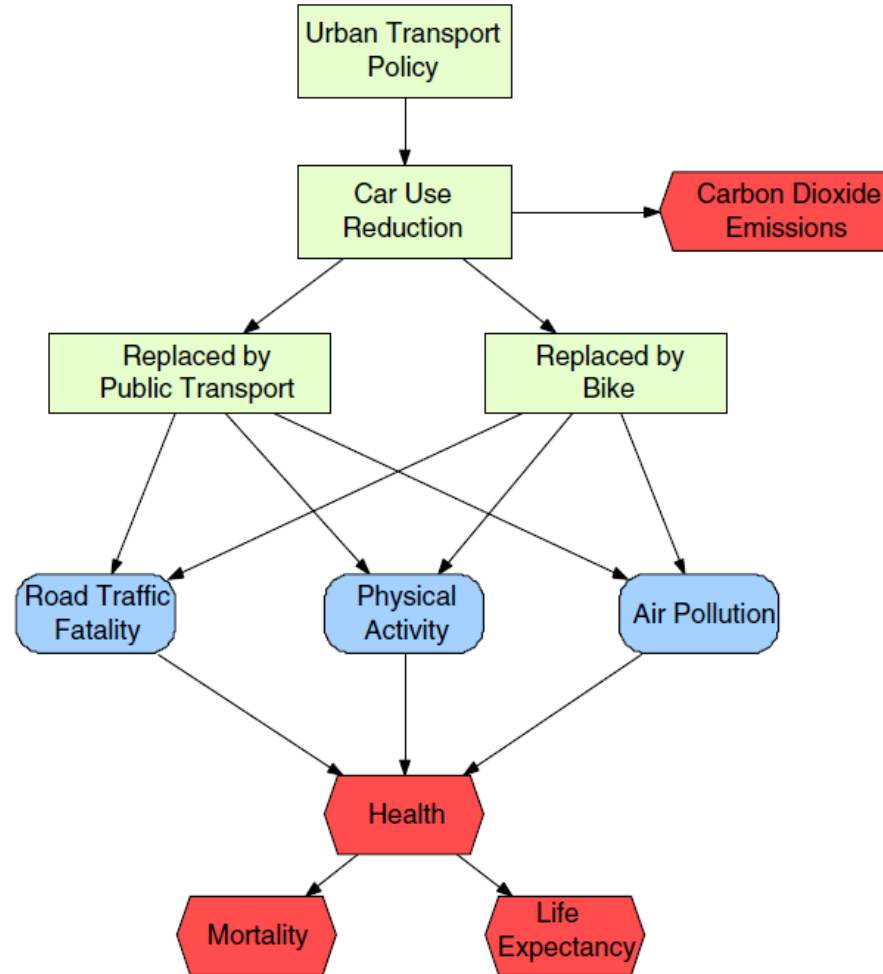 Urban Transport
Policy
Car Use
Reduction
Carbon Dioxide
Emissions
Replaced by
Public Transport
Replaced by
Bike
Road Traffic
Fatality
Physical
Activity
Air Pollution
Health
Mortality
Life
Expectancy